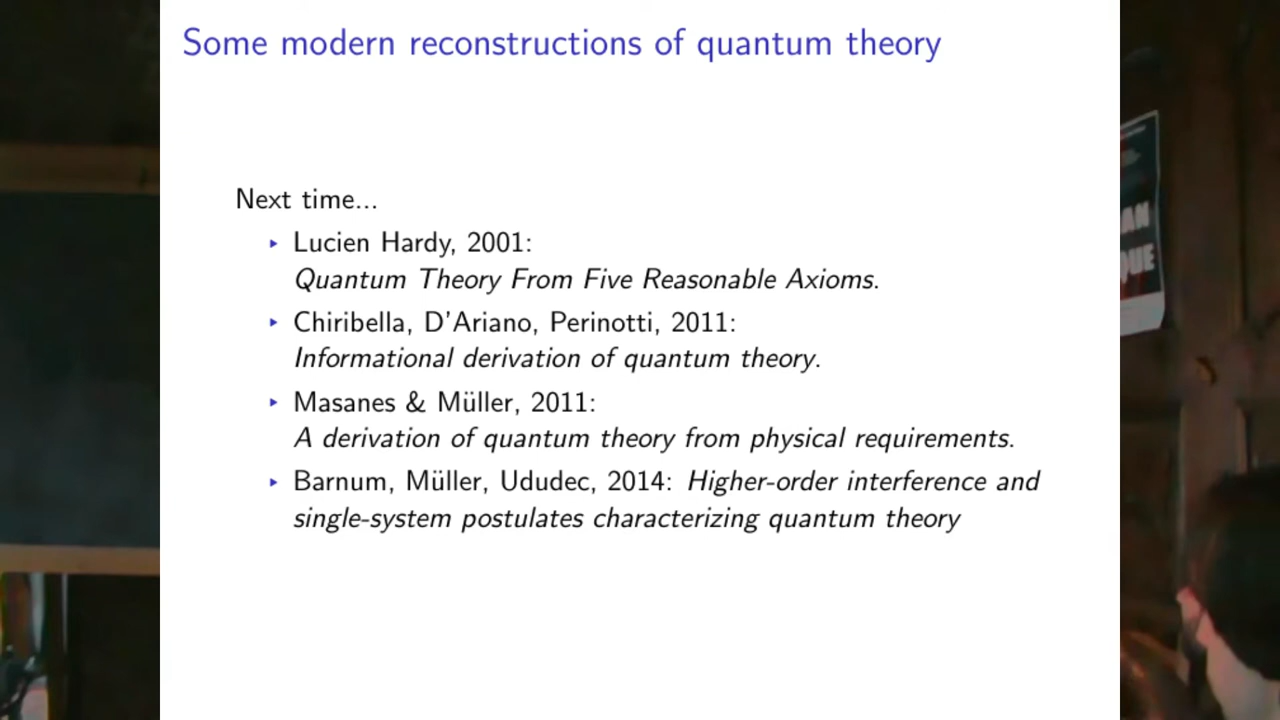 Some modern reconstructions of quantum theory
Next time...
‣ Lucien Hardy, 2001:
Quantum Theory From Five Reasonable Axioms.
‣ Chiribella, D'Ariano, Perinotti, 2011:
Informational derivation of quantum theory.
‣ Masanes & Müller, 2011:
A derivation of quantum theory from physical requirements.
‣ Barnum, Müller, Ududec, 2014: Higher-order interference and
single-system postulates characterizing quantum theory